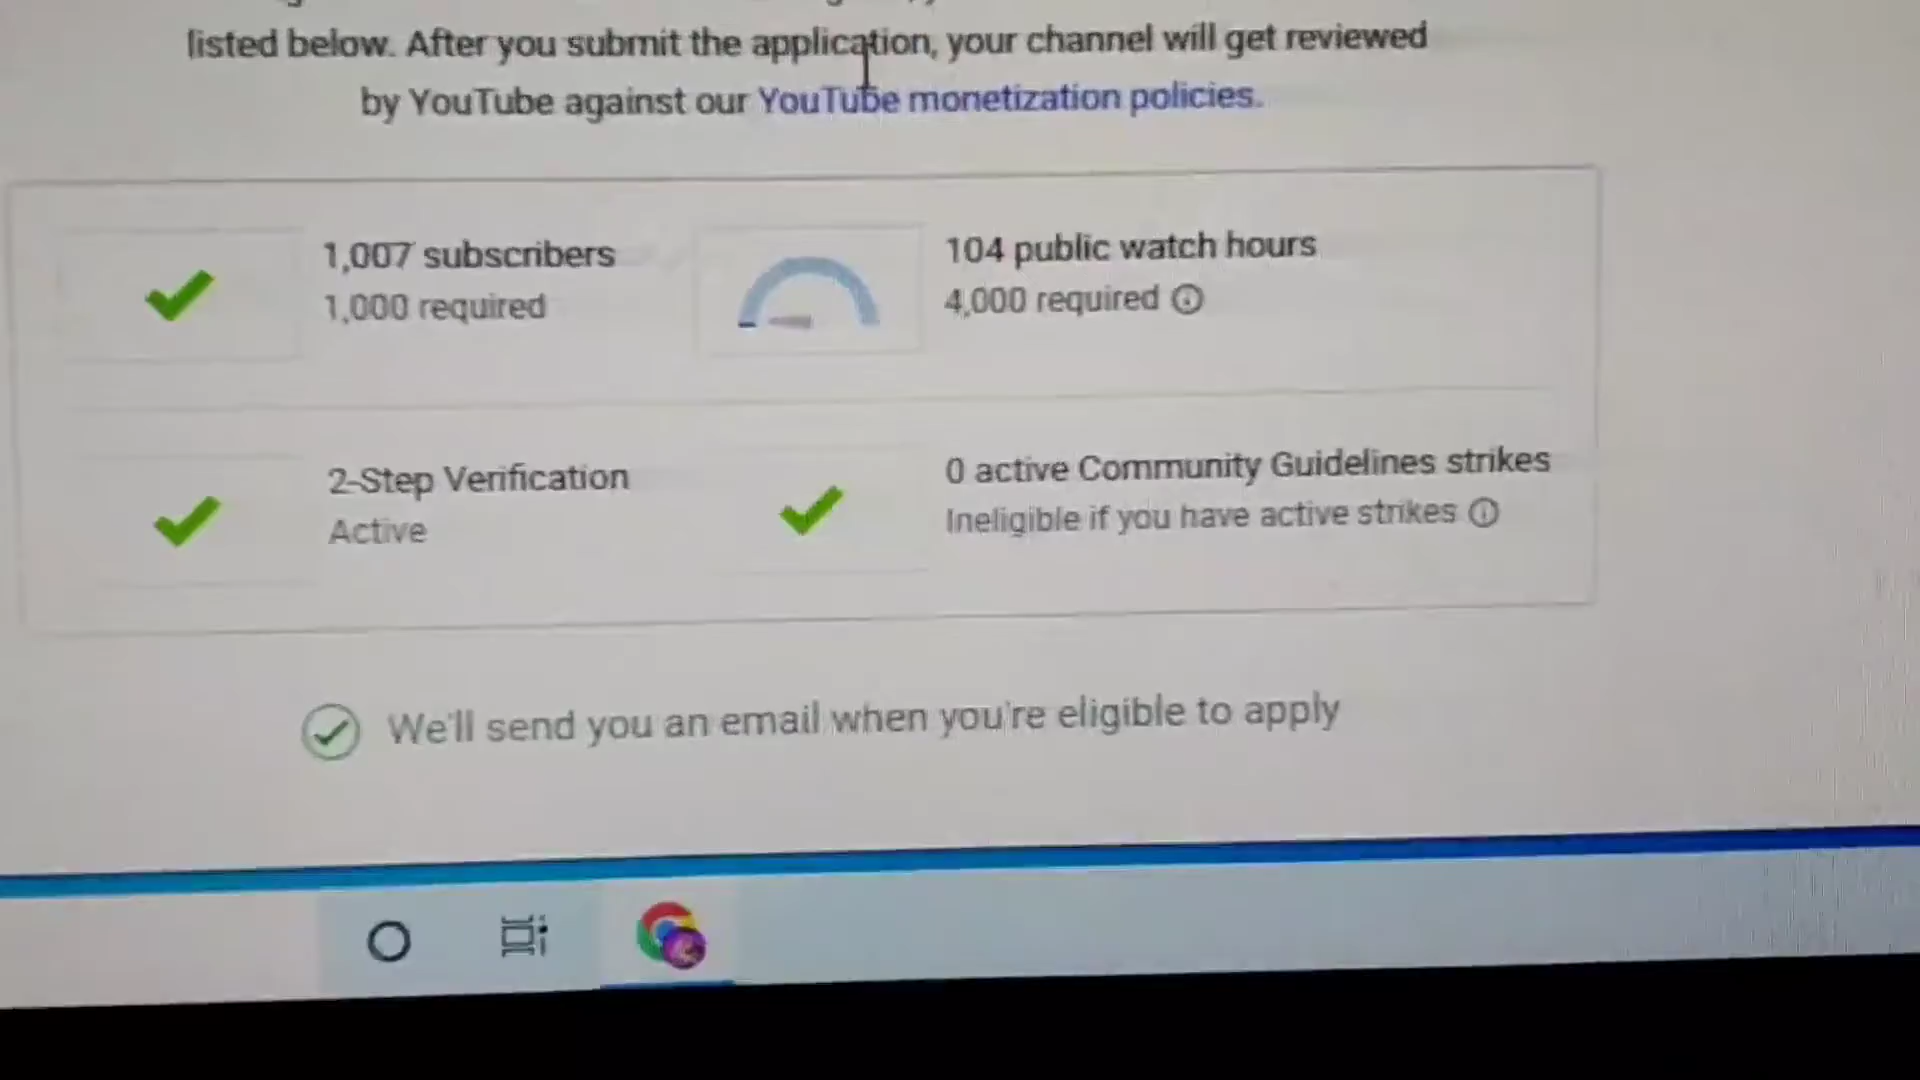 listed below. After you submit the application, your channel will get reviewed
by YouTube against our YouTube monetization policies.
1,007 subscribers
1,000 required
104 public watch hours
4,000 required
2-Step Verification
Active
0 active Community Guidelines strikes
Ineligible if you have active strikes
We'll send you an email when you're eligible to apply